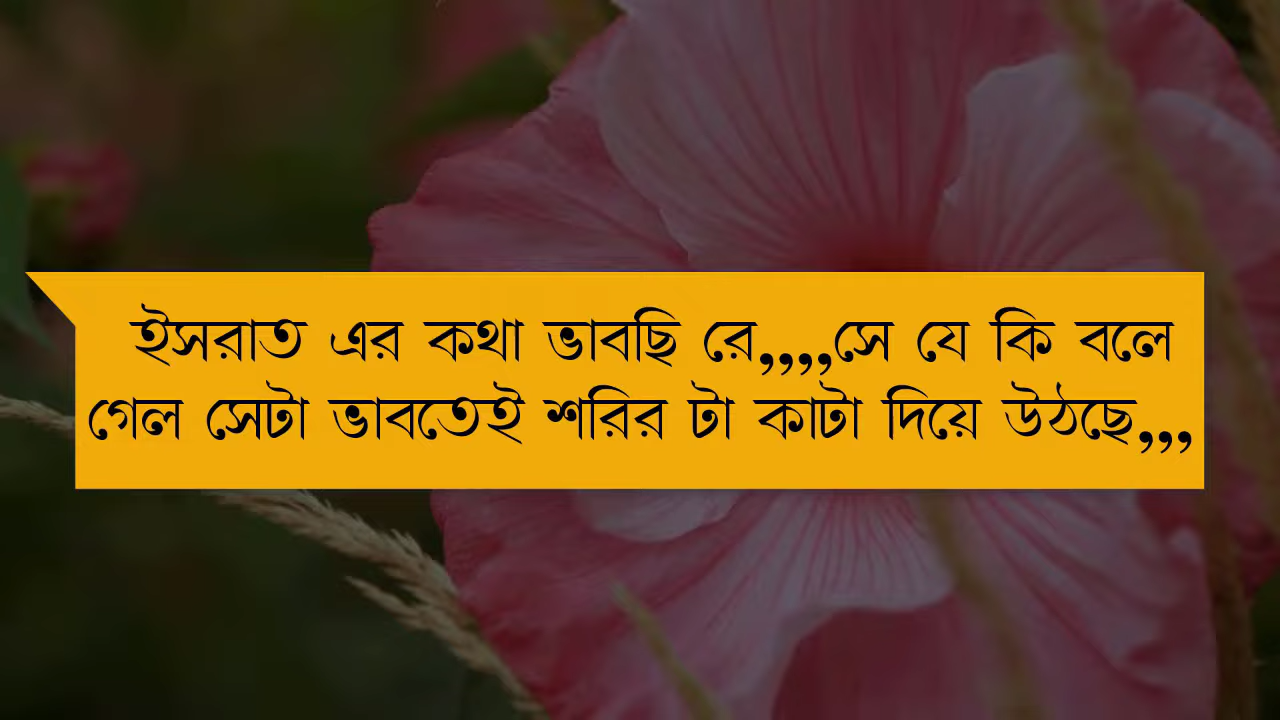 ইসরাত এর কথা ভাবছি রে,,,,সে যে কি বলে
গেল সেটা ভাবতেই শরির টা কাটা দিয়ে উঠছে,,,